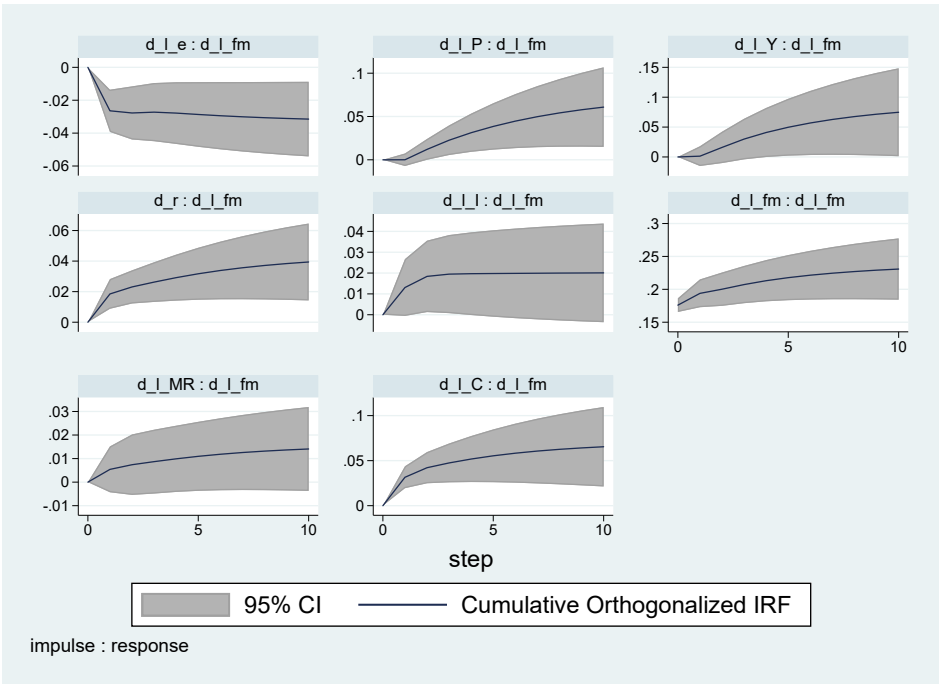 d_l_e : d_l_fm
d_l_P : d_l_fm
d_l_Y : d_l_fm
0
-.02
-.04
-.06
.1
.05
0
.15
.1
.05
0
d_r : d_l_fm
d_l_I : d_l_fm
d_l_fm : d_l_fm
.06
.04
.02
0
.04
.03
.02
.01
0
.3
.25
.2
.15
0 5 10
d_l_MR : d_l_fm
d_l_C : d_l_fm
.03
.02
.01
0
-.01
.1
.05
0
0 5 10
0 5 10
step
95% CI
Cumulative Orthogonalized IRF
impulse : response